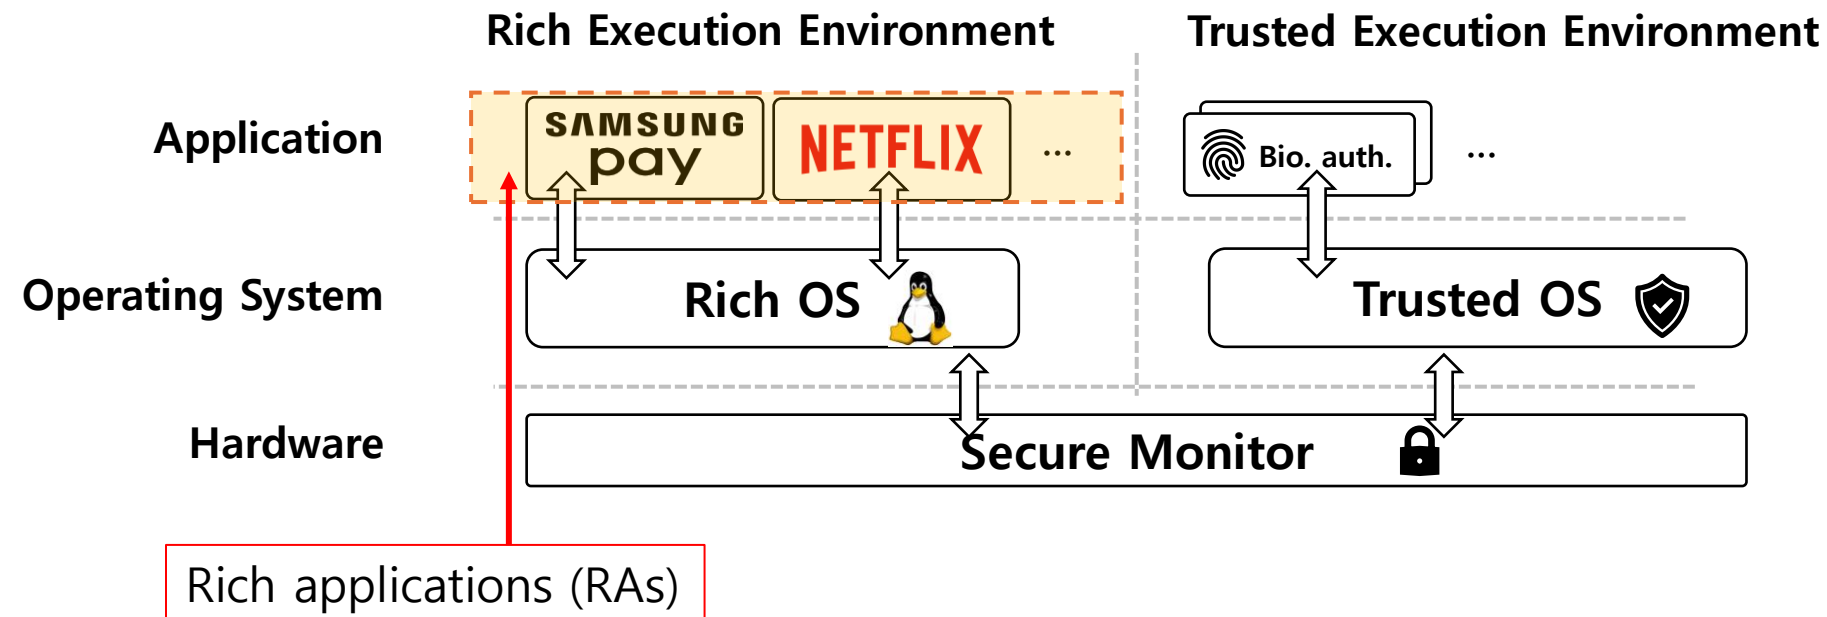 Rich Execution Environment
Trusted Execution Environment
Application
SAMSUNG
pay
NETFLIX
...
Bio. auth.
...
Operating System
Rich OS
Trusted OS
Hardware
Secure Monitor
Rich applications (RAs)